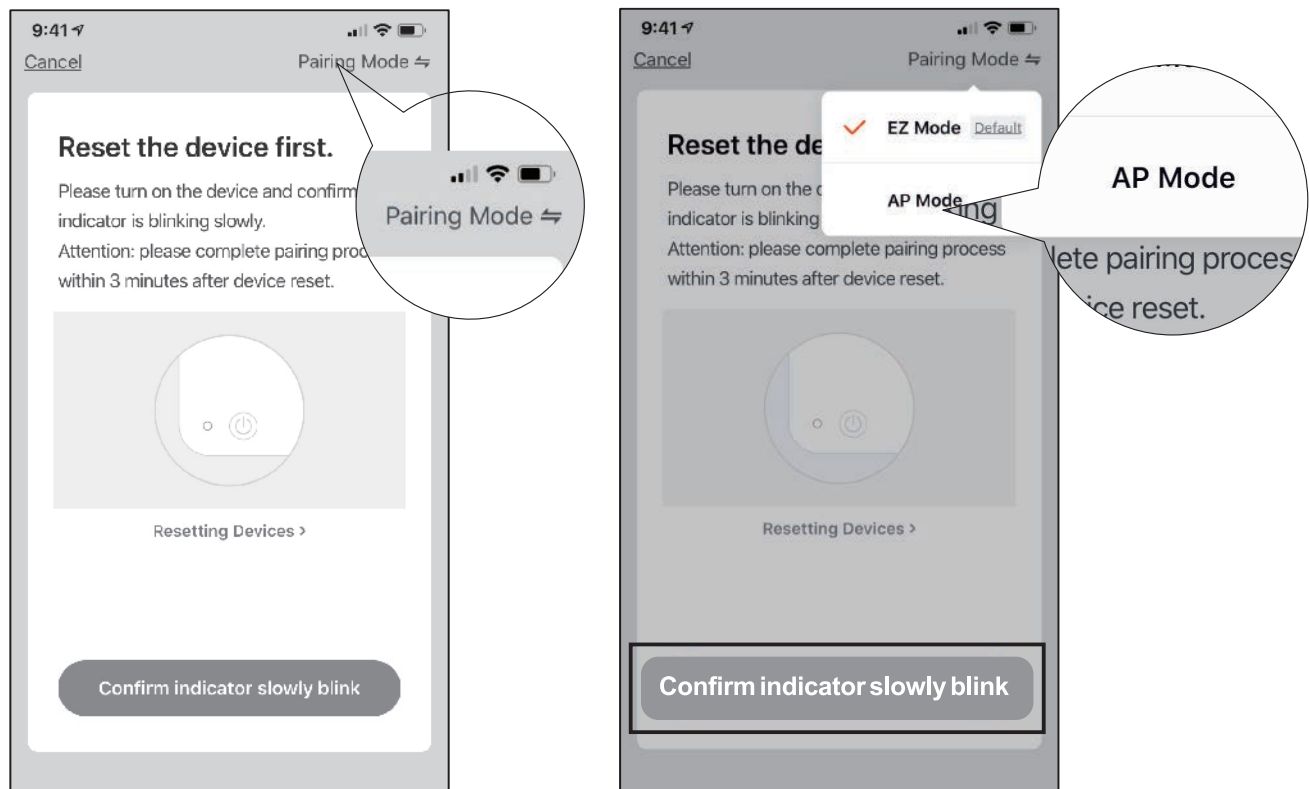 9:41
Cancel
Pairing Mode ⇋
Reset the device first.
Please turn on the device and confirm
indicator is blinking slowly.
Attention: please complete pairing proc
within 3 minutes after device reset.
Pairing Mode ⇋
Resetting Devices >
Confirm indicator slowly blink
9:41
Cancel
Pairing Mode ⇋
EZ Mode Default
AP Mode
Reset the de
Please turn on the
indicator is blinking
Attention: please complete pairing process
within 3 minutes after device reset.
AP Mode
ing
lete pairing proces
ice reset.
Resetting Devices >
Confirm indicator slowly blink